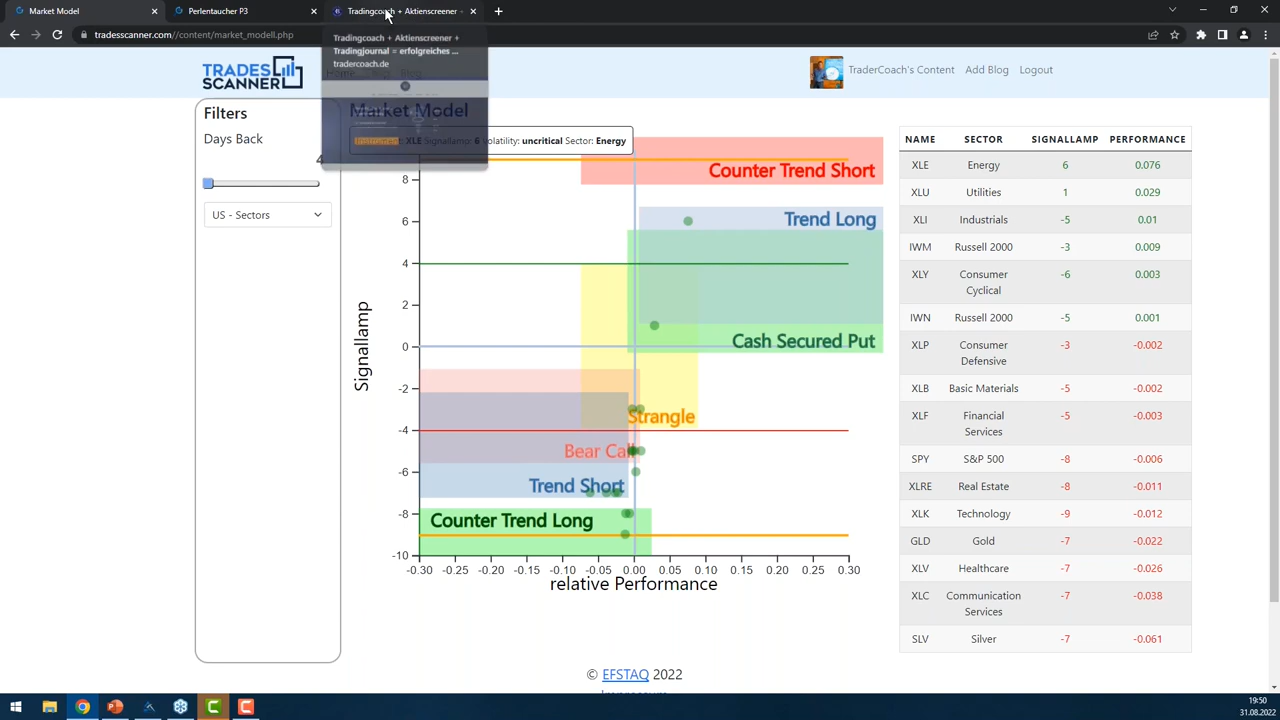 Market Model
Perlentaucher P3
Tradingcoach + Aktienscreener -
tradesscanner.com//content/market_modell.php
Tradingcoach + Aktienscreener +
Tradingjournal = erfolgreiches ...
tradercoach.de
TRADES
SCANNER
Home
Blog
TraderCoach's Content
Add Blog
Logout
Filters
Days Back
4
US - Sectors
Market Model
Instrument: XLE Signallamp: 6 Volatility: uncritical Sector: Energy
Counter Trend Short
Trend Long
Cash Secured Put
Strangle
Bear Call
Trend Short
Counter Trend Long
Signallamp
8
6
4
2
0
-2
-4
-6
-8
-10
-0.30 -0.25 -0.20 -0.15 -0.10 -0.05 0.00 0.05 0.10 0.15 0.20 0.25 0.30
relative Performance
NAME SECTOR SIGNALLAMP PERFORMANCE
XLE Energy 6 0.076
XLU Utilities 1 0.029
XLI Industrials -5 0.01
IWM Russell 2000 -3 0.009
XLY Consumer Cyclical -6 0.003
IWN Russell 2000 -5 0.001
XLP Consumer Defensive -3 -0.002
XLB Basic Materials -5 -0.002
XLF Financial Services -5 -0.003
SPY S&P 500 -8 -0.006
XLRE Real Estate -8 -0.011
XLK Technology -9 -0.012
GLD Gold -7 -0.022
XLV Healthcare -7 -0.026
XLC Communication Services -7 -0.038
SLV Silver -7 -0.061
© EFSTAQ 2022
Impressum
19:50
31.08.2022